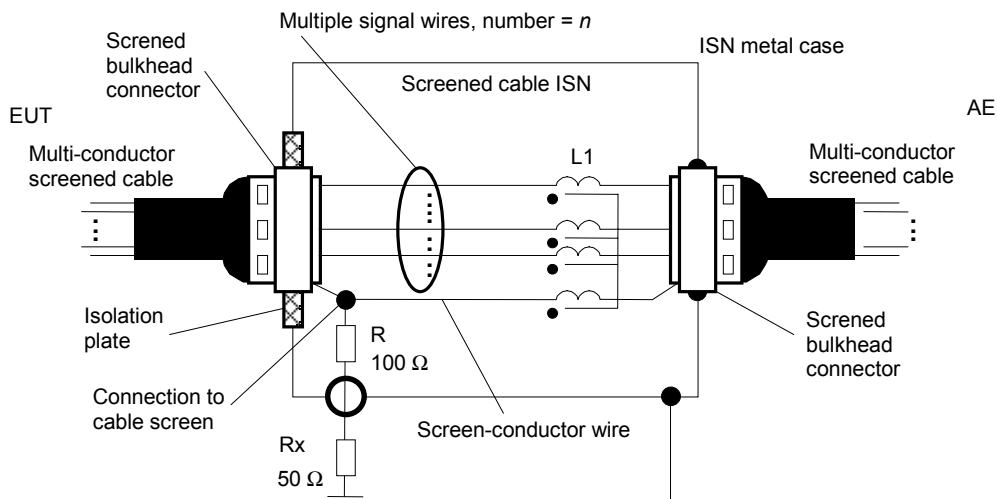 Multiple signal wires, number = n
Screned
bulkhead
connector
ISN metal case
Screened cable ISN
EUT
AE
Multi-conductor
screened cable
L1
Multi-conductor
screened cable
Isolation
plate
R
100 Ω
Screned
bulkhead
connector
Connection to
cable screen
Screen-conductor wire
Rx
50 Ω